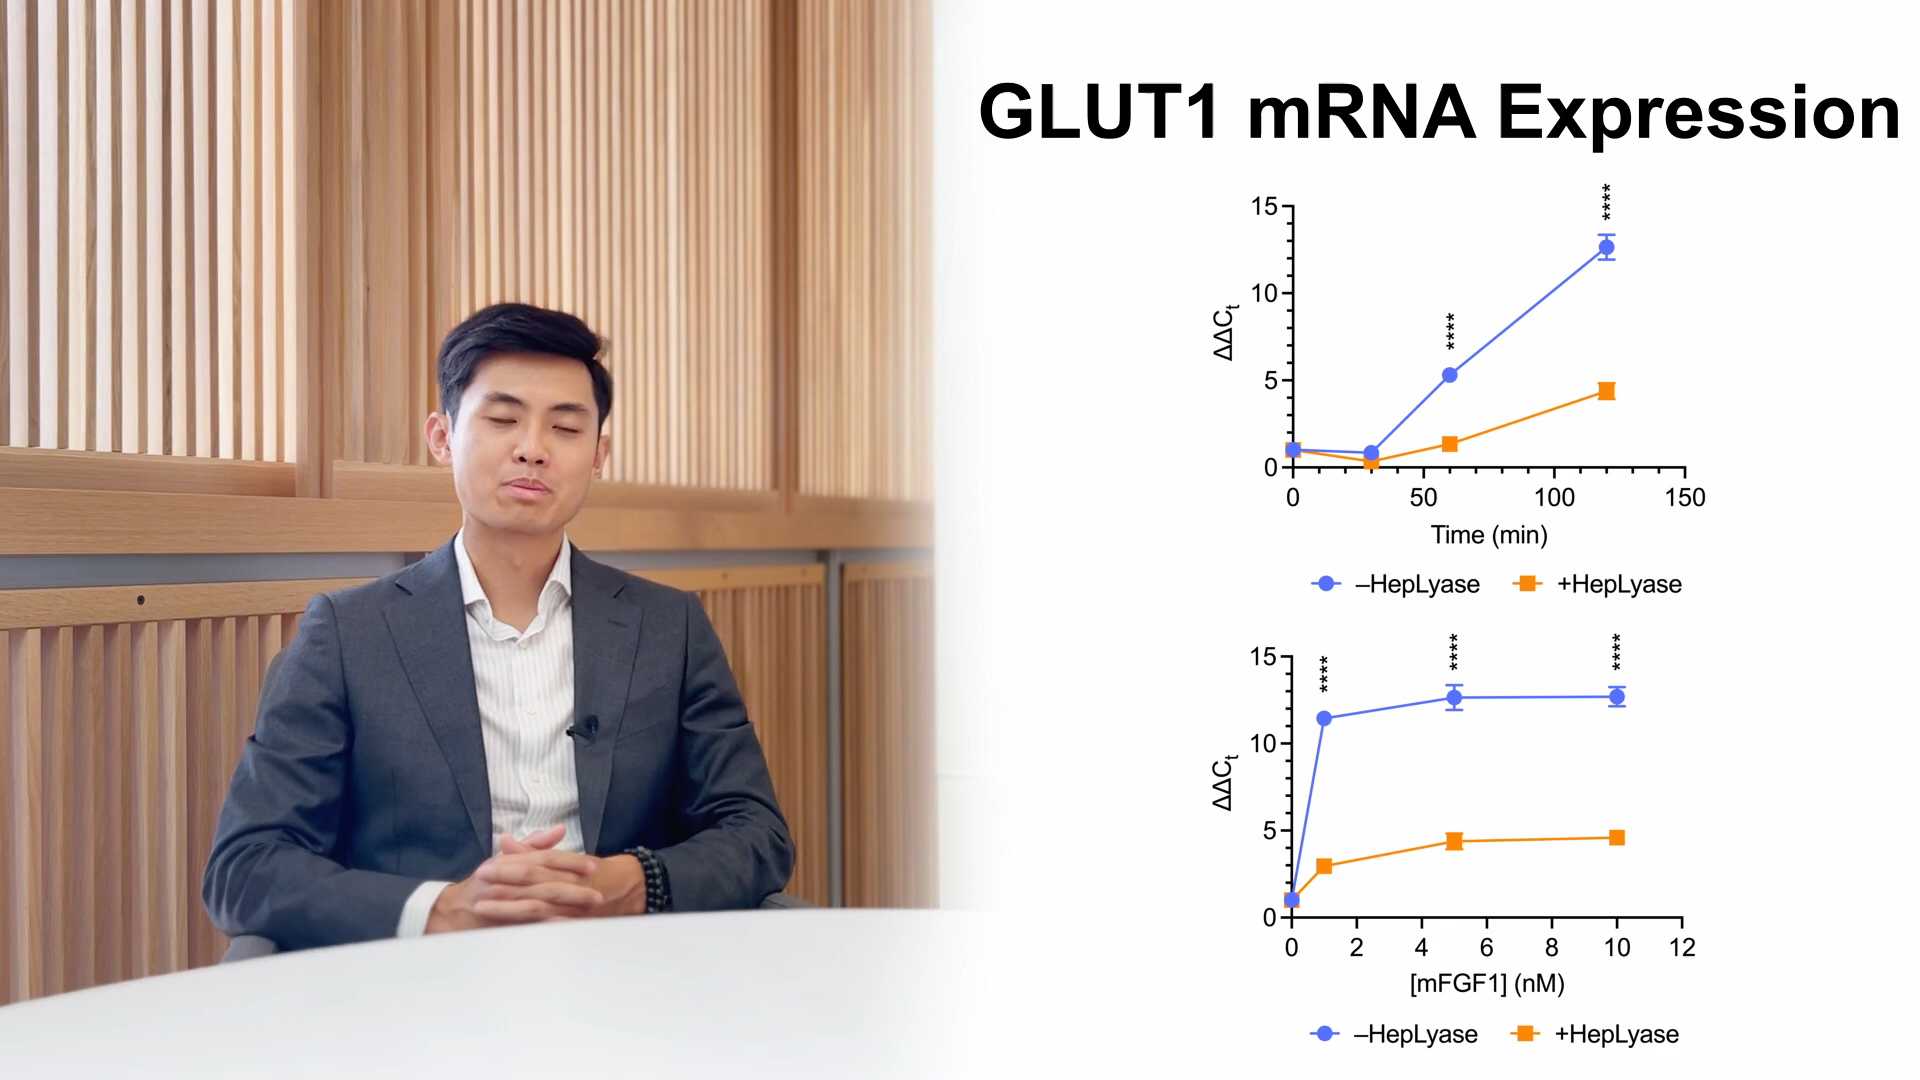 GLUT1 mRNA Expression
****
15
10
5
0
ΔΔCt
****
0 50 100 150
Time (min)
–HepLyase +HepLyase
**** **** ****
15
10
5
0
ΔΔCt
0 2 4 6 8 10 12
[mFGF1] (nM)
–HepLyase +HepLyase